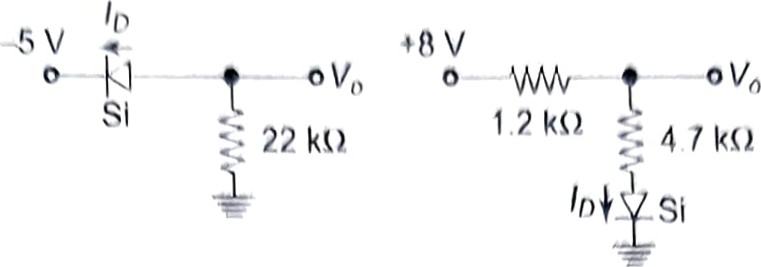 I_D
-5 V
V_o
Si
22 kΩ
+8 V
V_o
1.2 kΩ
4.7 kΩ
I_D
Si